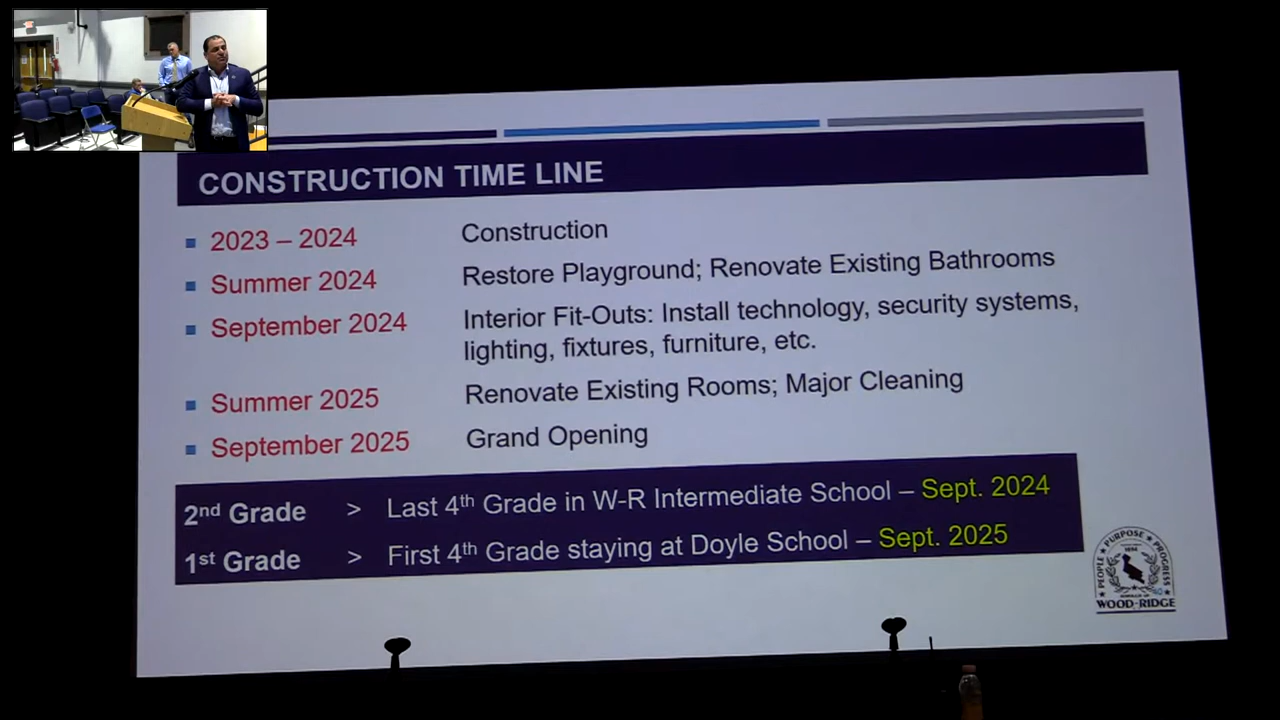 CONSTRUCTION TIME LINE
2023 – 2024 Construction
Summer 2024 Restore Playground; Renovate Existing Bathrooms
September 2024 Interior Fit-Outs: Install technology, security systems,
lighting, fixtures, furniture, etc.
Summer 2025 Renovate Existing Rooms; Major Cleaning
September 2025 Grand Opening
2nd Grade > Last 4th Grade in W-R Intermediate School – Sept. 2024
1st Grade > First 4th Grade staying at Doyle School – Sept. 2025
PEOPLE ★ PURPOSE ★ PROGRESS
WOOD-RIDGE